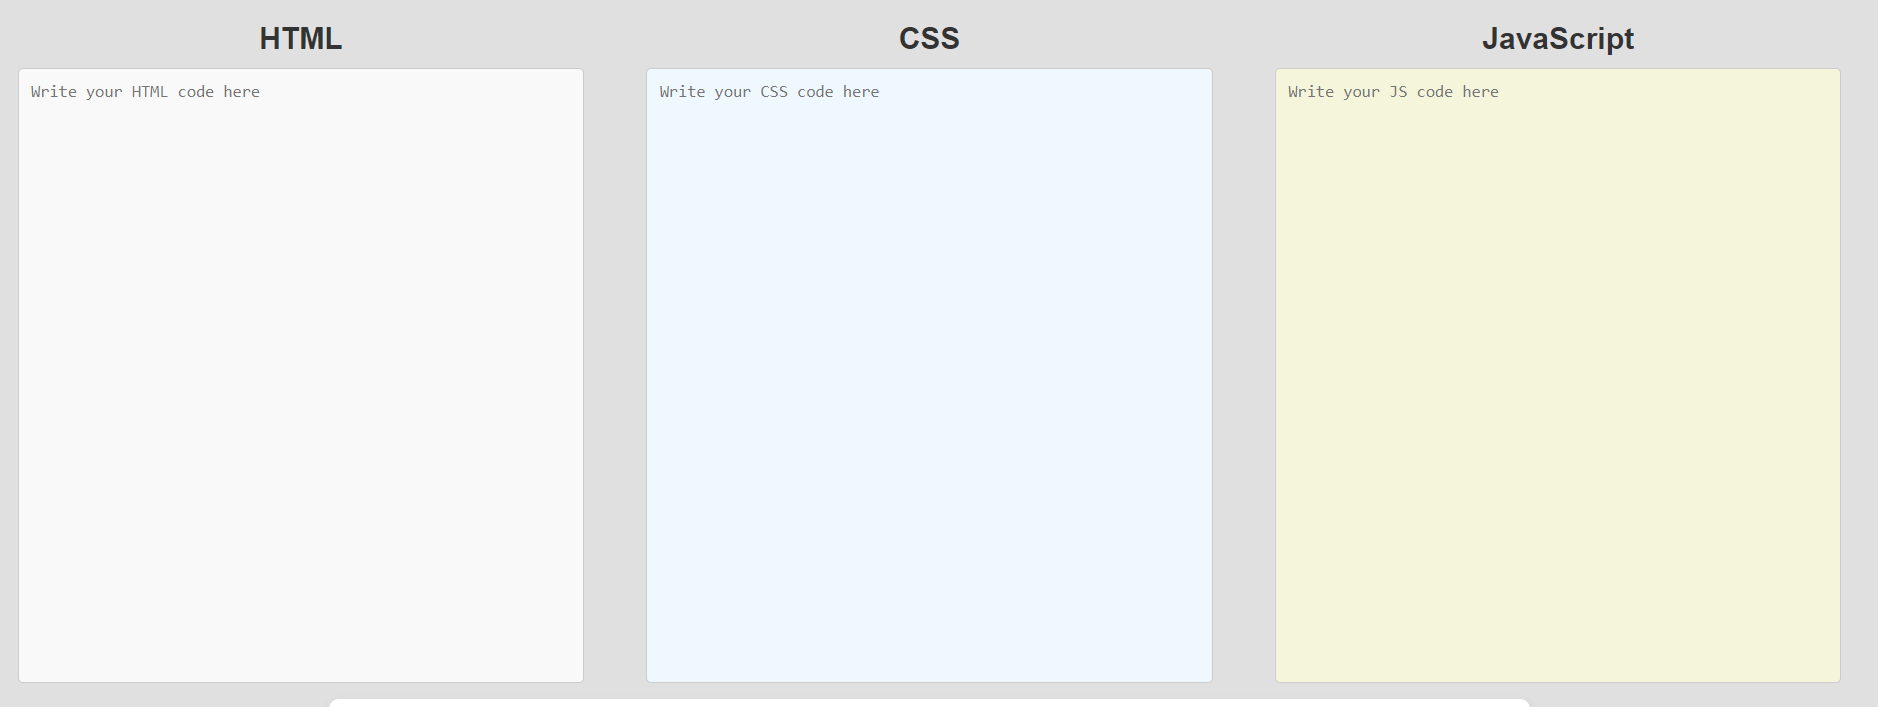 HTML
CSS
JavaScript
Write your HTML code here
Write your CSS code here
Write your JS code here